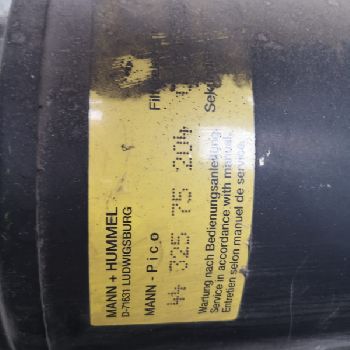 MANN + HUMMEL
D-71631 LUDWIGSBURG
MANN - Pico
44 325 75 204
Wartung nach Bedienungsanleitung.
Service in accordance with manual.
Entretien selon manuel de service.